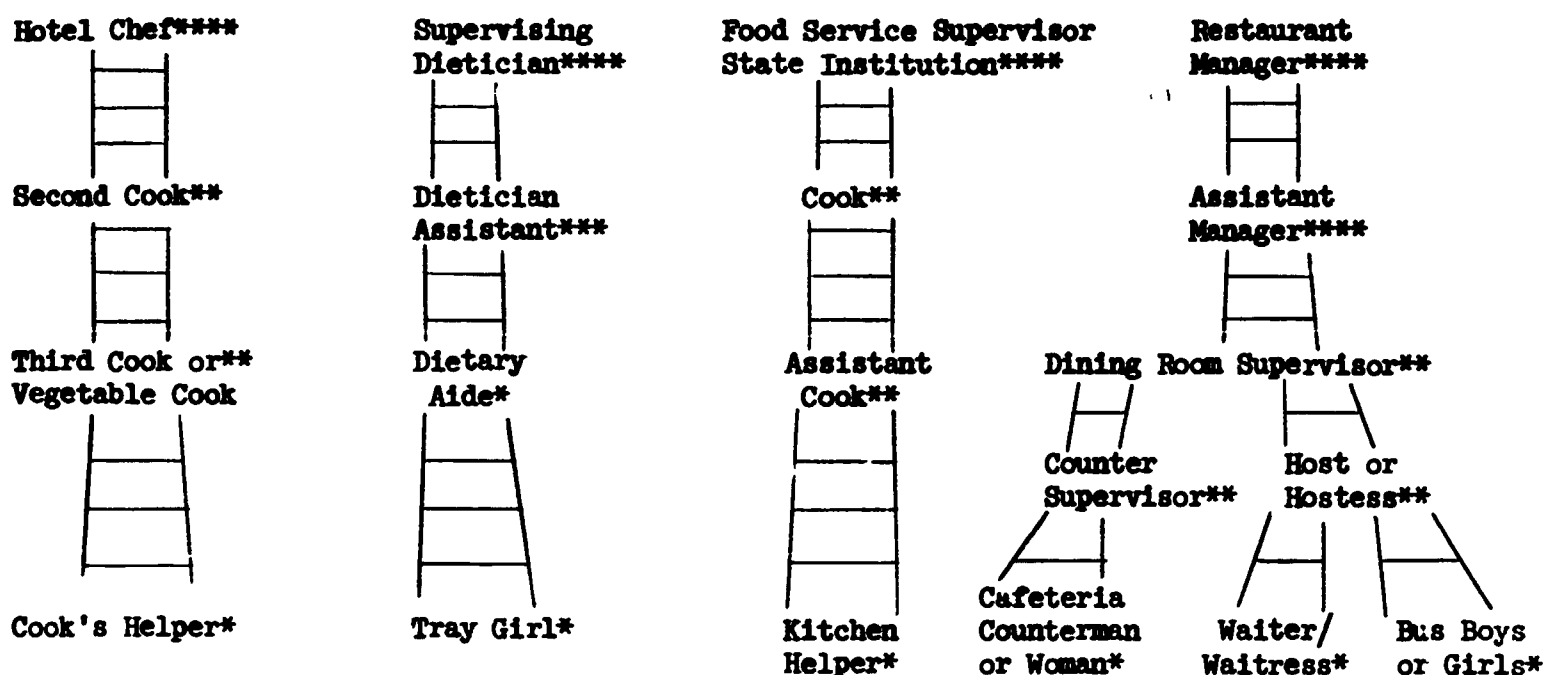 Hotel Chef****
Supervising
Dietician****
Food Service Supervisor
State Institution****
Restaurant
Manager****
Second Cook**
Dietician
Assistant***
Cook**
Assistant
Manager****
Third Cook or**
Vegetable Cook
Dietary
Aide*
Assistant
Cook**
Dining Room Supervisor**
Counter
Supervisor**
Host or
Hostess**
Cook's Helper*
Tray Girl*
Kitchen
Helper*
Cafeteria
Counterman
or Woman*
Waiter/
Waitress*
Bus Boys
or Girls*